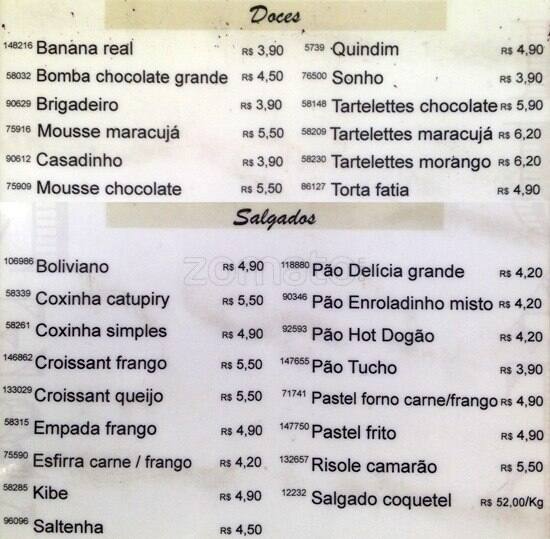 Doces
148216 Banana real R$ 3,90
58032 Bomba chocolate grande R$ 4,50
90629 Brigadeiro R$ 3,90
75916 Mousse maracujá R$ 5,50
90612 Casadinho R$ 3,90
75909 Mousse chocolate R$ 5,50
5739 Quindim R$ 4,90
76500 Sonho R$ 3,90
58148 Tartelettes chocolate R$ 5,90
58209 Tartelettes maracujá R$ 6,20
58230 Tartelettes morango R$ 6,20
86127 Torta fatia R$ 4,90
Salgados
106986 Boliviano R$ 4,90
58339 Coxinha catupiry R$ 5,50
58261 Coxinha simples R$ 4,90
146862 Croissant frango R$ 5,50
133029 Croissant queijo R$ 5,50
58315 Empada frango R$ 4,90
75590 Esfirra carne / frango R$ 4,20
58285 Kibe R$ 4,90
96096 Saltenha R$ 4,50
118880 Pão Delícia grande R$ 4,20
90346 Pão Enroladinho misto R$ 4,20
92593 Pão Hot Dogão R$ 4,20
147655 Pão Tucho R$ 3,90
71741 Pastel forno carne/frango R$ 4,90
147750 Pastel frito R$ 4,90
132657 Risole camarão R$ 5,50
12232 Salgado coquetel R$ 52,00/Kg
zomato